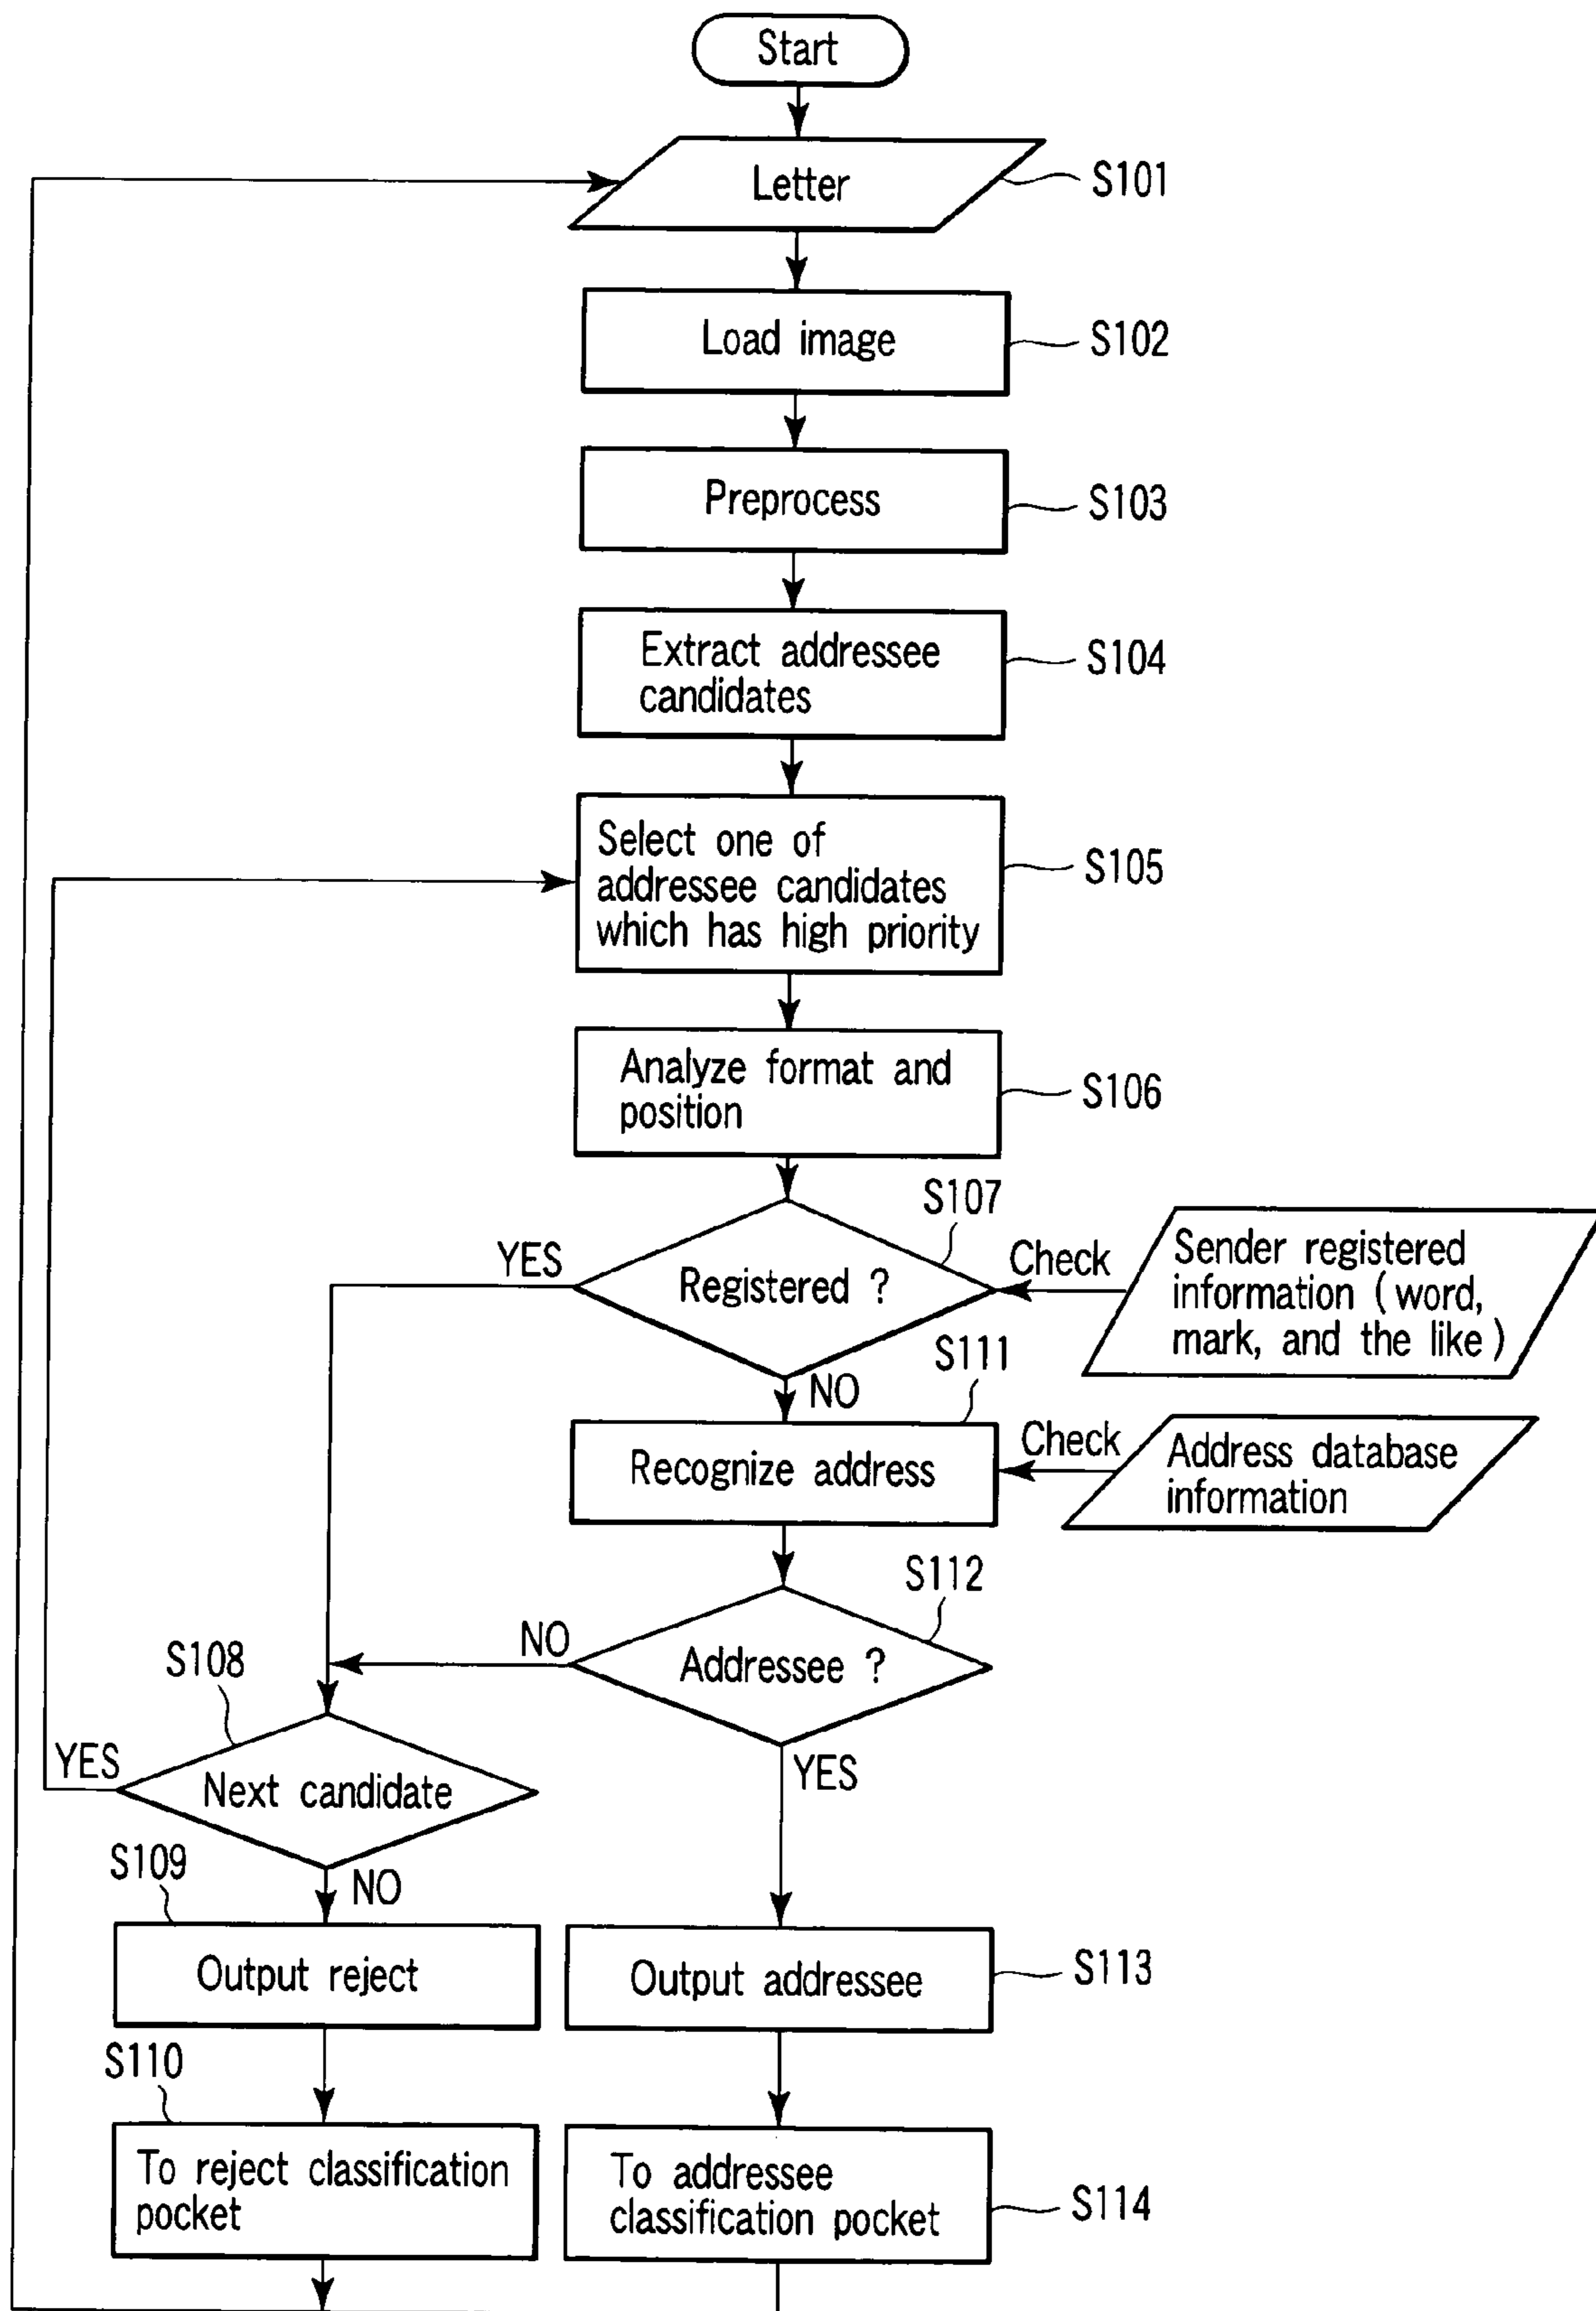 Start
Letter
S101
Load image
S102
Preprocess
S103
Extract addressee
candidates
S104
Select one of
addressee candidates
which has high priority
S105
Analyze format and
position
S106
S107
YES
Registered ?
Check
Sender registered
information (word,
mark, and the like)
NO
S111
Recognize address
Check
Address database
information
S112
NO
Addressee ?
S108
YES
YES
Next candidate
S109
NO
Output reject
Output addressee
S113
S110
To reject classification
pocket
To addressee
classification pocket
S114